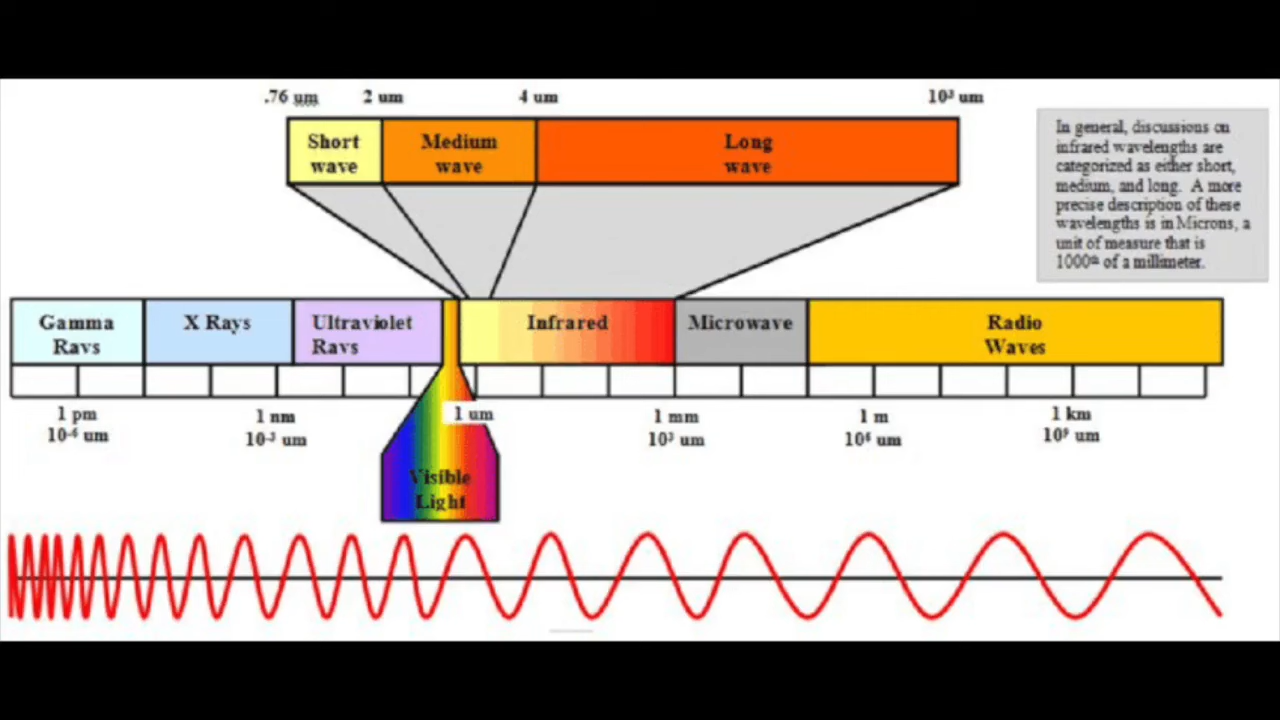 .76 um 2 um 4 um 10³ um
Short
wave
Medium
wave
Long
wave
In general, discussions on
infrared wavelengths are
categorized as either short,
medium, and long. A more
precise description of these
wavelengths is in Microns, a
unit of measure that is
1000th of a millimeter.
Gamma
Rays
X Rays
Ultraviolet
Rays
Infrared
Microwave
Radio
Waves
1 pm 1 nm 1 um 1 mm 1 m 1 km
10⁻⁶ um 10⁻³ um 10³ um 10⁶ um 10⁹ um
Visible
Light